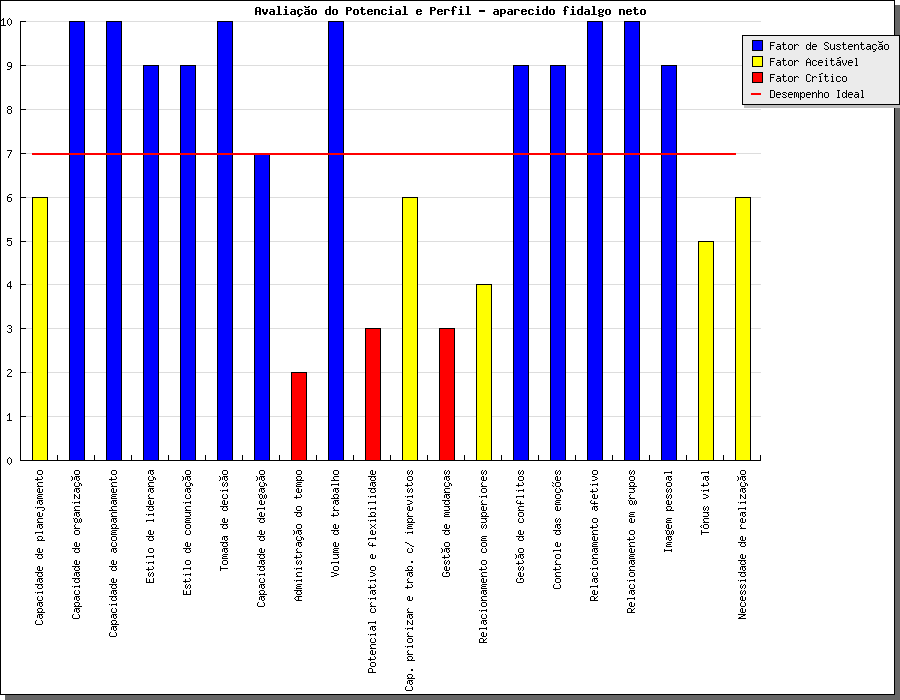 Avaliação do Potencial e Perfil - aparecido fidalgo neto
Fator de Sustentação
Fator Aceitável
Fator Crítico
Desempenho Ideal
10
9
8
7
6
5
4
3
2
1
0
Capacidade de planejamento
Capacidade de organização
Capacidade de acompanhamento
Estilo de liderança
Estilo de comunicação
Tomada de decisão
Capacidade de delegação
Administração do tempo
Volume de trabalho
Potencial criativo e flexibilidade
Cap. priorizar e trab. c/ imprevistos
Gestão de mudanças
Relacionamento com superiores
Gestão de conflitos
Controle das emoções
Relacionamento afetivo
Relacionamento em grupos
Imagem pessoal
Tônus vital
Necessidade de realização